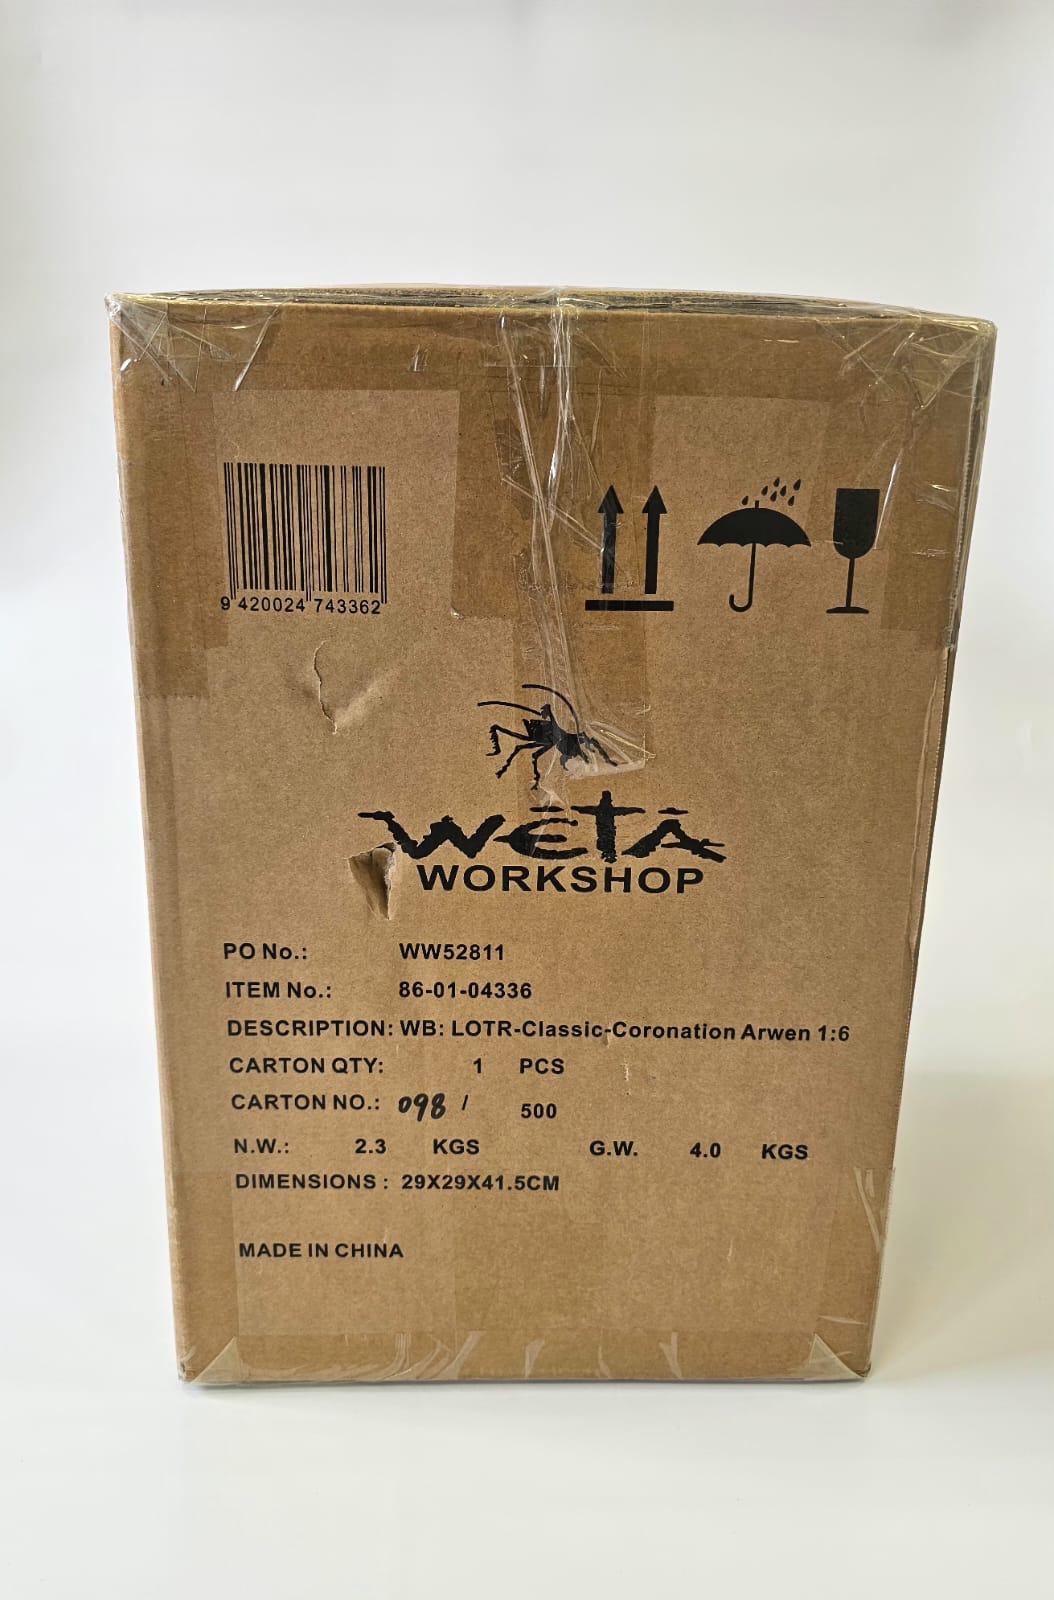 9 420024 743362
WĒTĀ
WORKSHOP
PO No.: WW52811
ITEM No.: 86-01-04336
DESCRIPTION: WB: LOTR-Classic-Coronation Arwen 1:6
CARTON QTY: 1 PCS
CARTON NO.: 098 / 500
N.W.: 2.3 KGS G.W. 4.0 KGS
DIMENSIONS : 29X29X41.5CM
MADE IN CHINA